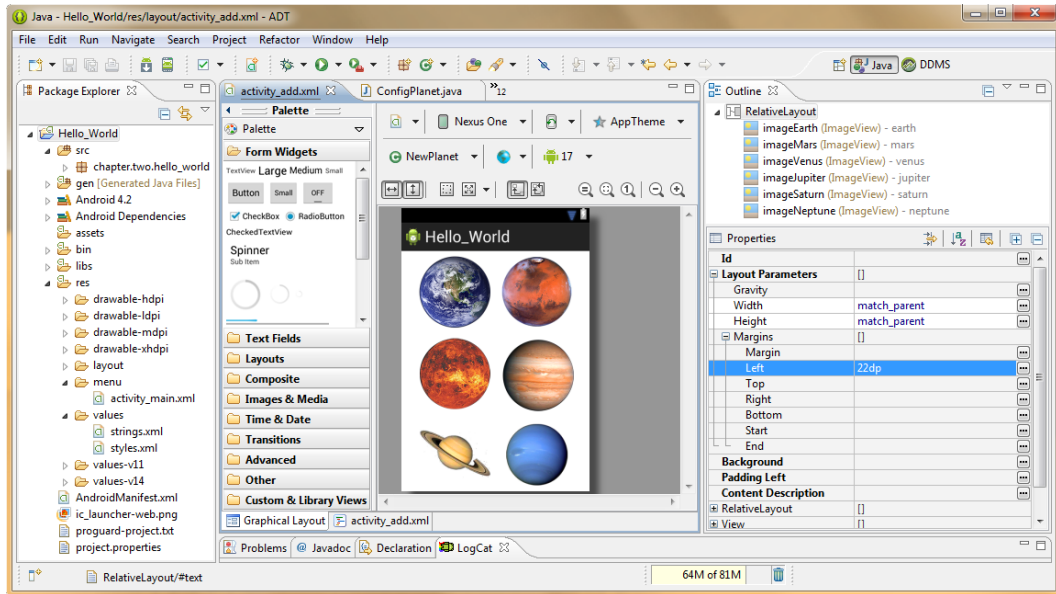 Java - Hello_World/res/layout/activity_add.xml - ADT
File Edit Run Navigate Search Project Refactor Window Help
Java DDMS
Package Explorer
Hello_World
src
chapter.two.hello_world
gen [Generated Java Files]
Android 4.2
Android Dependencies
assets
bin
libs
res
drawable-hdpi
drawable-ldpi
drawable-mdpi
drawable-xhdpi
layout
menu
activity_main.xml
values
strings.xml
styles.xml
values-v11
values-v14
AndroidManifest.xml
ic_launcher-web.png
proguard-project.txt
project.properties
activity_add.xml ConfigPlanet.java »12
Palette
Palette
Form Widgets
TextView Large Medium Small
Button Small OFF
CheckBox RadioButton
CheckedTextView
Spinner
Sub Item
Text Fields
Layouts
Composite
Images & Media
Time & Date
Transitions
Advanced
Other
Custom & Library Views
Nexus One AppTheme
NewPlanet 17
Hello_World
Graphical Layout activity_add.xml
Outline
RelativeLayout
imageEarth (ImageView) - earth
imageMars (ImageView) - mars
imageVenus (ImageView) - venus
imageJupiter (ImageView) - jupiter
imageSaturn (ImageView) - saturn
imageNeptune (ImageView) - neptune
Properties
Id
Layout Parameters []
Gravity
Width match_parent
Height match_parent
Margins []
Margin
Left 22dp
Top
Right
Bottom
Start
End
Background
Padding Left
Content Description
RelativeLayout []
View []
Problems @ Javadoc Declaration LogCat
RelativeLayout/#text
64M of 81M